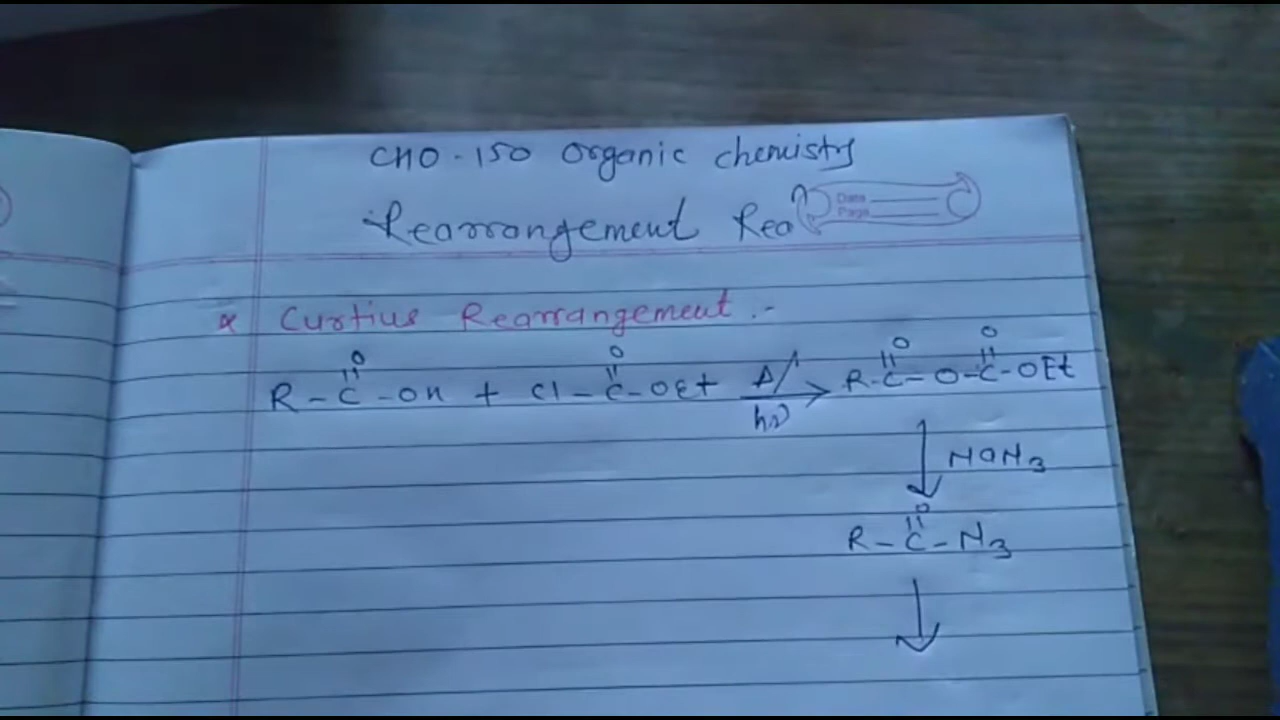 CHO-150 Organic chemistry
Rearrangement Rea
Date
Page
* Curtius Rearrangement :-
R-C(=O)-OH + Cl-C(=O)-OEt Δ/hν → R-C(=O)-O-C(=O)-OEt
↓ NaN3
R-C(=O)-N3
↓